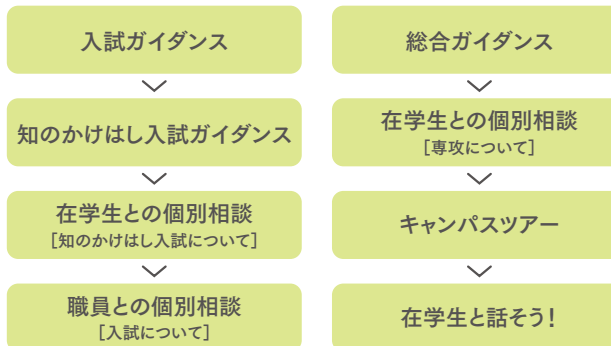 入試ガイダンス
知のかけはし入試ガイダンス
在学生との個別相談
［知のかけはし入試について］
職員との個別相談
［入試について］
総合ガイダンス
在学生との個別相談
［専攻について］
キャンパスツアー
在学生と話そう！